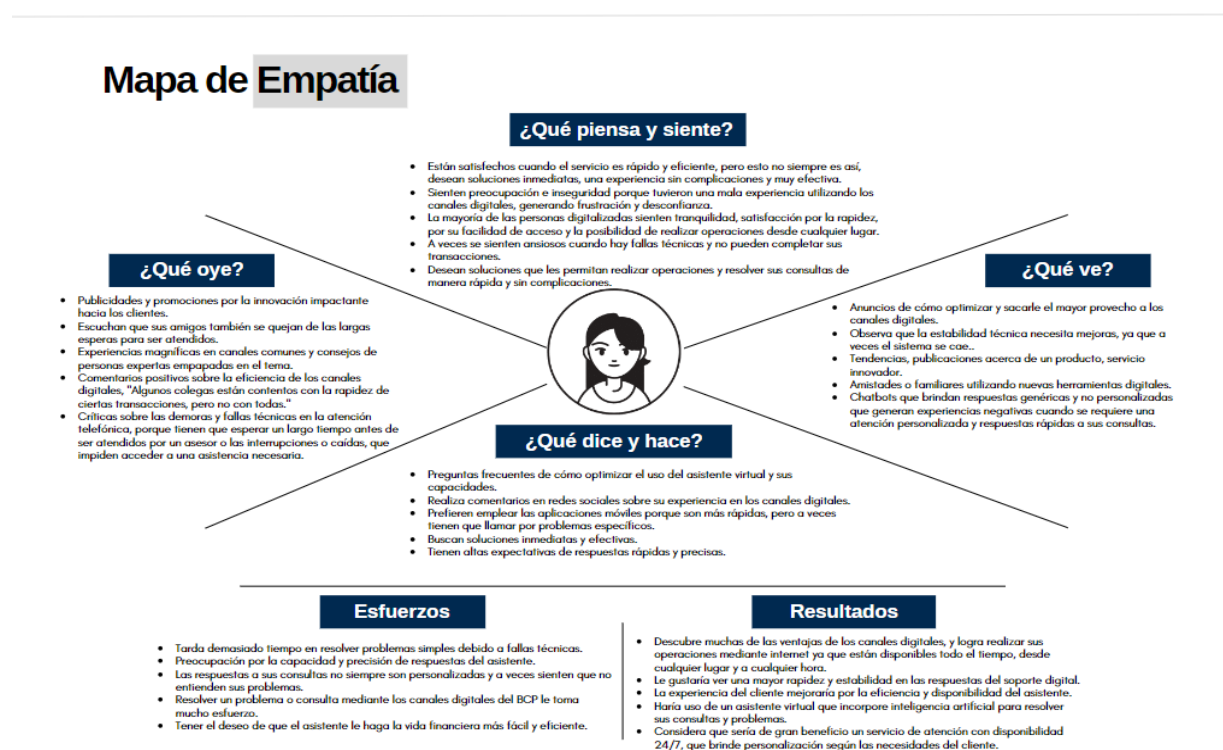 Mapa de Empatía
¿Qué piensa y siente?
• Están satisfechos cuando el servicio es rápido y eficiente, pero esto no siempre es así,
desean soluciones inmediatas, una experiencia sin complicaciones y muy efectiva.
• Sienten preocupación e inseguridad porque tuvieron una mala experiencia utilizando los
canales digitales, generando frustración y desconfianza.
• La mayoría de las personas digitalizadas sienten tranquilidad, satisfacción por la rapidez,
por su facilidad de acceso y la posibilidad de realizar operaciones desde cualquier lugar.
• A veces se sienten ansiosos cuando hay fallas técnicas y no pueden completar sus
transacciones.
• Desean soluciones que les permitan realizar operaciones y resolver sus consultas de
manera rápida y sin complicaciones.
¿Qué oye?
• Publicidades y promociones por la innovación impactante
hacia los clientes.
• Escuchan que sus amigos también se quejan de las largas
esperas para ser atendidos.
• Experiencias magníficas en canales comunes y consejos de
personas expertas empapadas en el tema.
• Comentarios positivos sobre la eficiencia de los canales
digitales, "Algunos colegas están contentos con la rapidez de
ciertas transacciones, pero no con todas."
• Críticas sobre las demoras y fallas técnicas en la atención
telefónica, porque tienen que esperar un largo tiempo antes de
ser atendidos por un asesor o las interrupciones o caídas, que
impiden acceder a una asistencia necesaria.
¿Qué ve?
• Anuncios de cómo optimizar y sacarle el mayor provecho a los
canales digitales.
• Observa que la estabilidad técnica necesita mejoras, ya que a
veces el sistema se cae..
• Tendencias, publicaciones acerca de un producto, servicio
innovador.
• Amistades o familiares utilizando nuevas herramientas digitales.
• Chatbots que brindan respuestas genéricas y no personalizadas
que generan experiencias negativas cuando se requiere una
atención personalizada y respuestas rápidas a sus consultas.
¿Qué dice y hace?
• Preguntas frecuentes de cómo optimizar el uso del asistente virtual y sus
capacidades.
• Realiza comentarios en redes sociales sobre su experiencia en los canales digitales.
• Prefieren emplear las aplicaciones móviles porque son más rápidas, pero a veces
tienen que llamar por problemas específicos.
• Buscan soluciones inmediatas y efectivas.
• Tienen altas expectativas de respuestas rápidas y precisas.
Esfuerzos
• Tarda demasiado tiempo en resolver problemas simples debido a fallas técnicas.
• Preocupación por la capacidad y precisión de respuestas del asistente.
• Las respuestas a sus consultas no siempre son personalizadas y a veces sienten que no
entienden sus problemas.
• Resolver un problema o consulta mediante los canales digitales del BCP le toma
mucho esfuerzo.
• Tener el deseo de que el asistente le haga la vida financiera más fácil y eficiente.
Resultados
• Descubre muchas de las ventajas de los canales digitales, y logra realizar sus
operaciones mediante internet ya que están disponibles todo el tiempo, desde
cualquier lugar y a cualquier hora.
• Le gustaría ver una mayor rapidez y estabilidad en las respuestas del soporte digital.
• La experiencia del cliente mejoraría por la eficiencia y disponibilidad del asistente.
• Haría uso de un asistente virtual que incorpore inteligencia artificial para resolver
sus consultas y problemas.
• Considera que sería de gran beneficio un servicio de atención con disponibilidad
24/7, que brinde personalización según las necesidades del cliente.